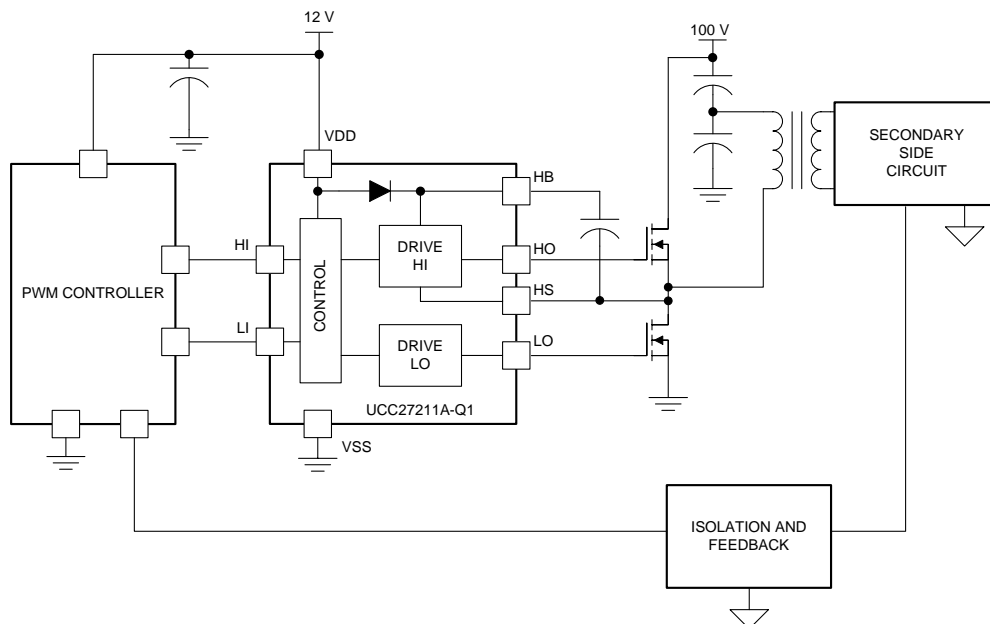 12 V
100 V
VDD
SECONDARY
SIDE
CIRCUIT
HB
HI
DRIVE
HI
HO
PWM CONTROLLER
CONTROL
HS
LI
DRIVE
LO
LO
UCC27211A-Q1
VSS
ISOLATION AND
FEEDBACK